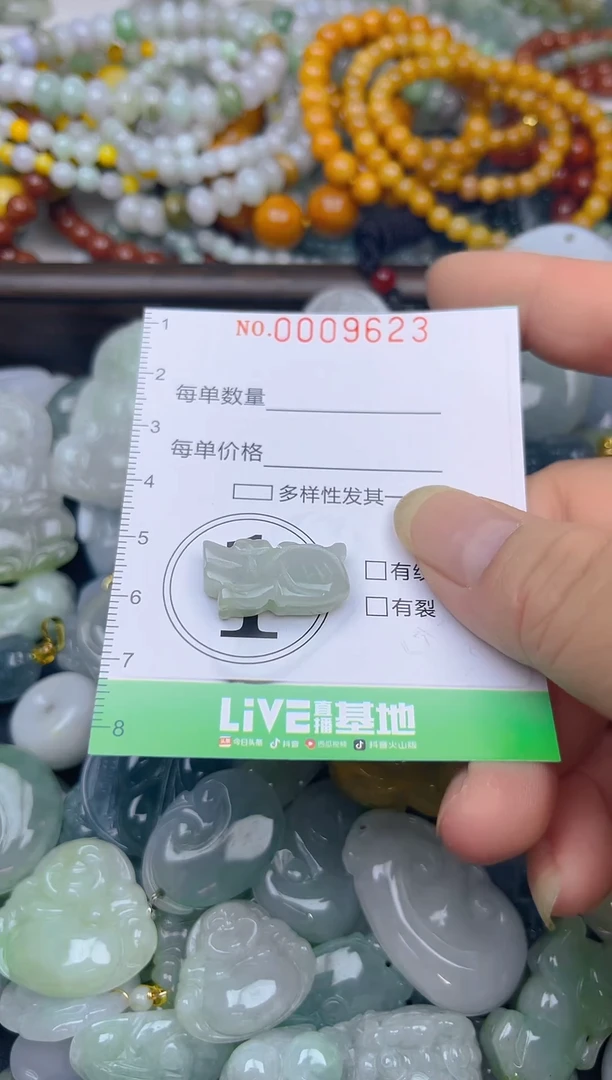 1
NO.0009623
2
每单数量
3
每单价格
4
多样性发其一
5
有
6
有裂
7
LiVE直播基地
8
今日头条 抖音 西瓜视频 抖音火山版